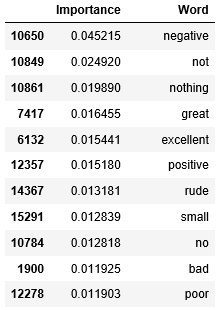 Importance Word
10650 0.045215 negative
10849 0.024920 not
10861 0.019890 nothing
7417 0.016455 great
6132 0.015441 excellent
12357 0.015180 positive
14367 0.013181 rude
15291 0.012839 small
10784 0.012818 no
1900 0.011925 bad
12278 0.011903 poor